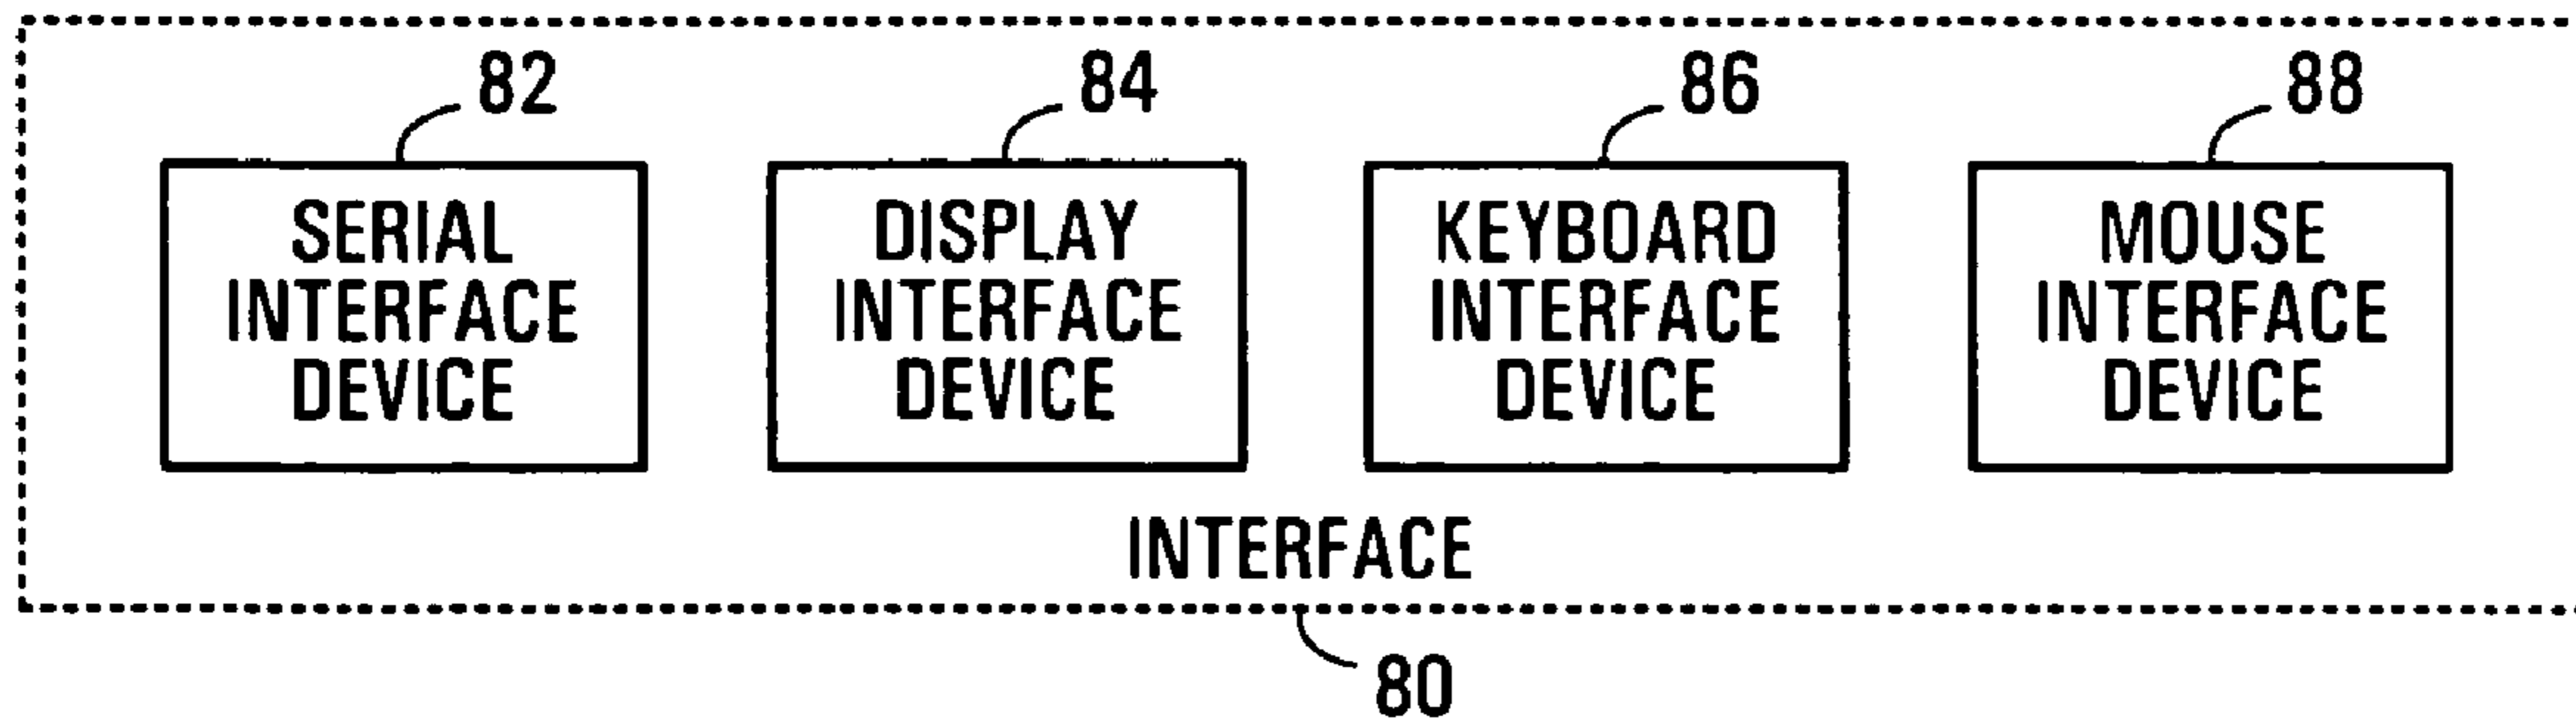 82
84
86
88
SERIAL
INTERFACE
DEVICE
DISPLAY
INTERFACE
DEVICE
KEYBOARD
INTERFACE
DEVICE
MOUSE
INTERFACE
DEVICE
INTERFACE
80